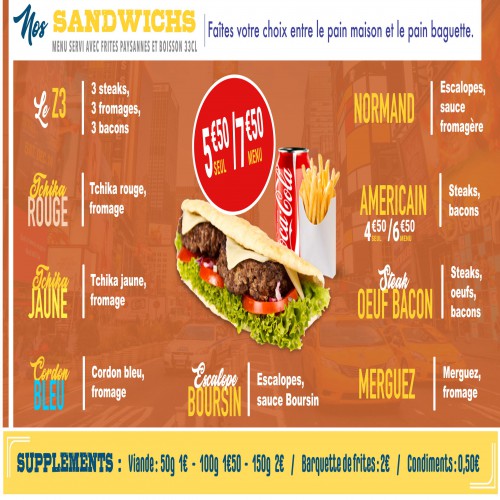 Nos SANDWICHS
MENU SERVI AVEC FRITES PAYSANNES ET BOISSON 33CL
Faîtes votre choix entre le pain maison et le pain baguette.
Le Z3
3 steaks,
3 fromages,
3 bacons
5€50 / 7€50
SEUL MENU
NORMAND
Escalopes,
sauce
fromagère
Tchika
ROUGE
Tchika rouge,
fromage
Coca-Cola
AMERICAIN
4€50 / 6€50
SEUL MENU
Steaks,
bacons
Tchika
JAUNE
Tchika jaune,
fromage
Steak
OEUF BACON
Steaks,
oeufs,
bacons
Cordon
BLEU
Cordon bleu,
fromage
Escalope
BOURSIN
Escalopes,
sauce Boursin
MERGUEZ
Merguez,
fromage
SUPPLEMENTS : Viande : 50g 1€ - 100g 1€50 - 150g 2€ / Barquette de frites : 2€ / Condiments : 0,50€